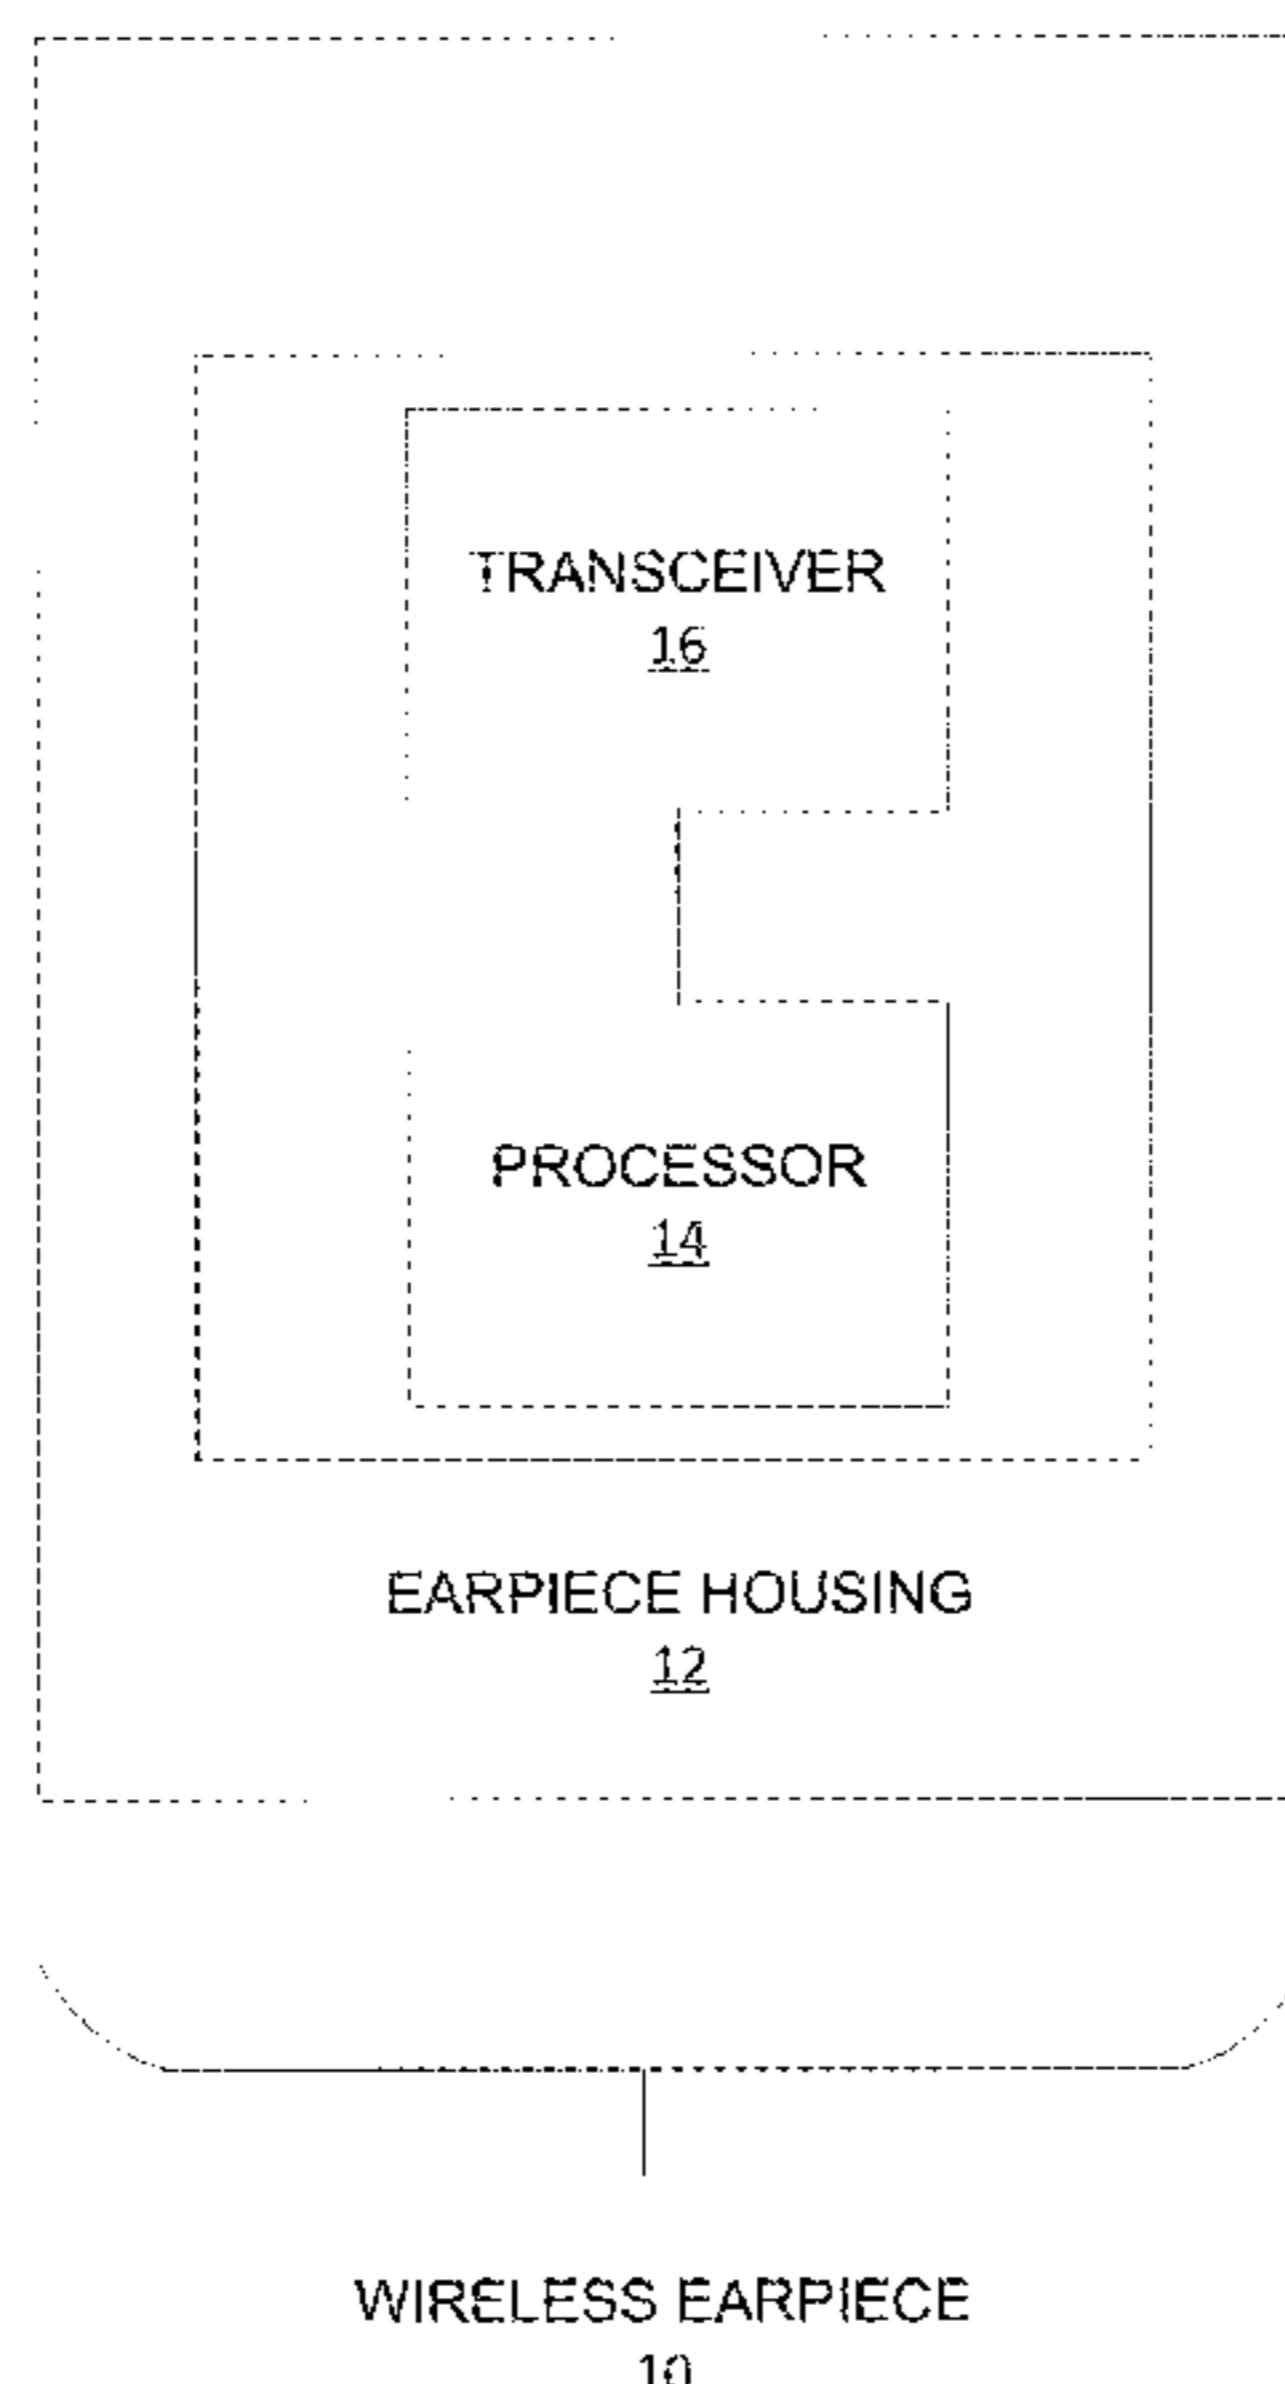 TRANSCEIVER
16
PROCESSOR
14
EARPIECE HOUSING
12
WIRELESS EARPIECE
10